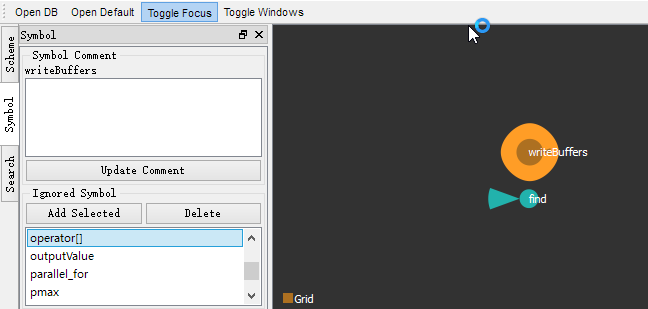 Open DB Open Default Toggle Focus Toggle Windows
Scheme
Symbol
Search
Symbol
Symbol Comment
writeBuffers
Update Comment
Ignored Symbol
Add Selected Delete
operator[]
outputValue
parallel_for
pmax
writeBuffers
find
Grid